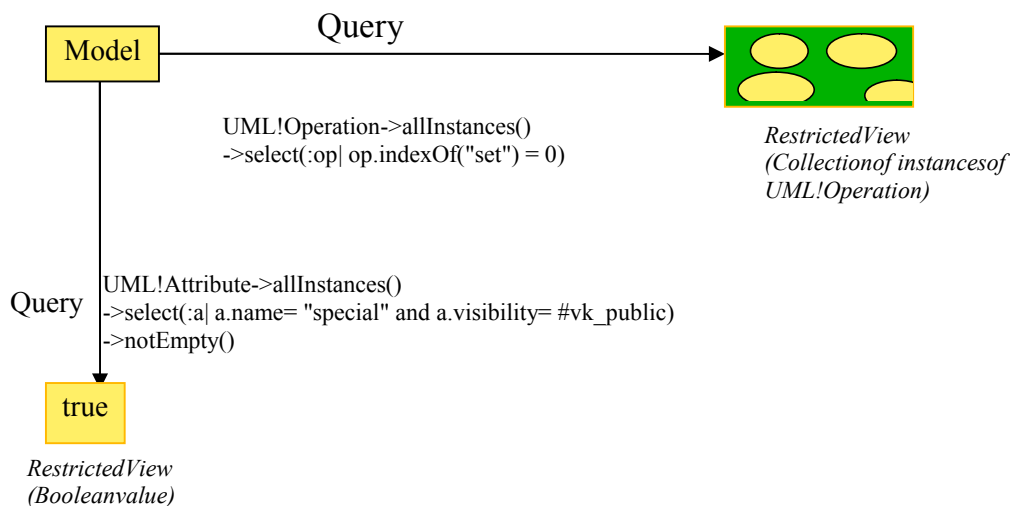 Query
Model
UML!Operation->allInstances()
->select(:op| op.indexOf("set") = 0)
RestrictedView
(Collectionof instancesof
UML!Operation)
Query
UML!Attribute->allInstances()
->select(:a| a.name= "special" and a.visibility= #vk_public)
->notEmpty()
true
RestrictedView
(Booleanvalue)